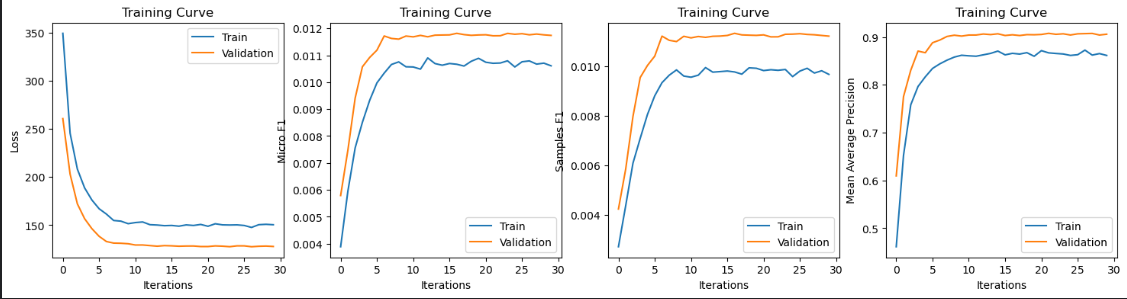 Training Curve
Loss
350
300
250
200
150
0 5 10 15 20 25 30
Iterations
Train
Validation
Training Curve
Micro F1
0.012
0.011
0.010
0.009
0.008
0.007
0.006
0.005
0.004
0 5 10 15 20 25 30
Iterations
Train
Validation
Training Curve
Samples F1
0.010
0.008
0.006
0.004
0 5 10 15 20 25 30
Iterations
Train
Validation
Training Curve
Mean Average Precision
0.9
0.8
0.7
0.6
0.5
0 5 10 15 20 25 30
Iterations
Train
Validation